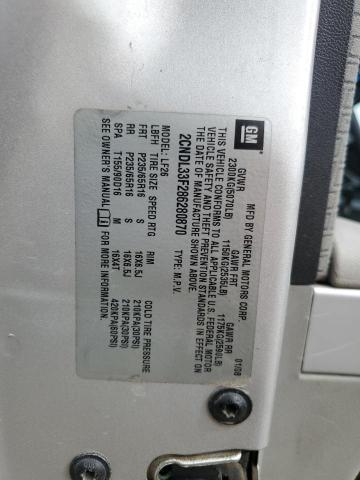 GM
MFD BY GENERAL MOTORS CORP.
01/08
GVWR GAWR FRT GAWR RR
2300KG(5070LB) 1150KG(2535LB) 1175KG(2590LB)
THIS VEHICLE CONFORMS TO ALL APPLICABLE U.S. FEDERAL MOTOR
VEHICLE SAFETY AND THEFT PREVENTION STANDARDS IN EFFECT ON
THE DATE OF MANUFACTURE SHOWN ABOVE.
2CNDL33F286280870 TYPE: M.P.V.
MODEL: LF26
LBFH TIRE SIZE SPEED RTG RIM COLD TIRE PRESSURE
FRT P235/65R16 S 16X6.5J 210KPA(30PSI)
RR P235/65R16 S 16X6.5J 210KPA(30PSI)
SPA T155/90D16 M 16X4T 420KPA(60PSI)
SEE OWNER'S MANUAL FOR MORE INFORMATION.